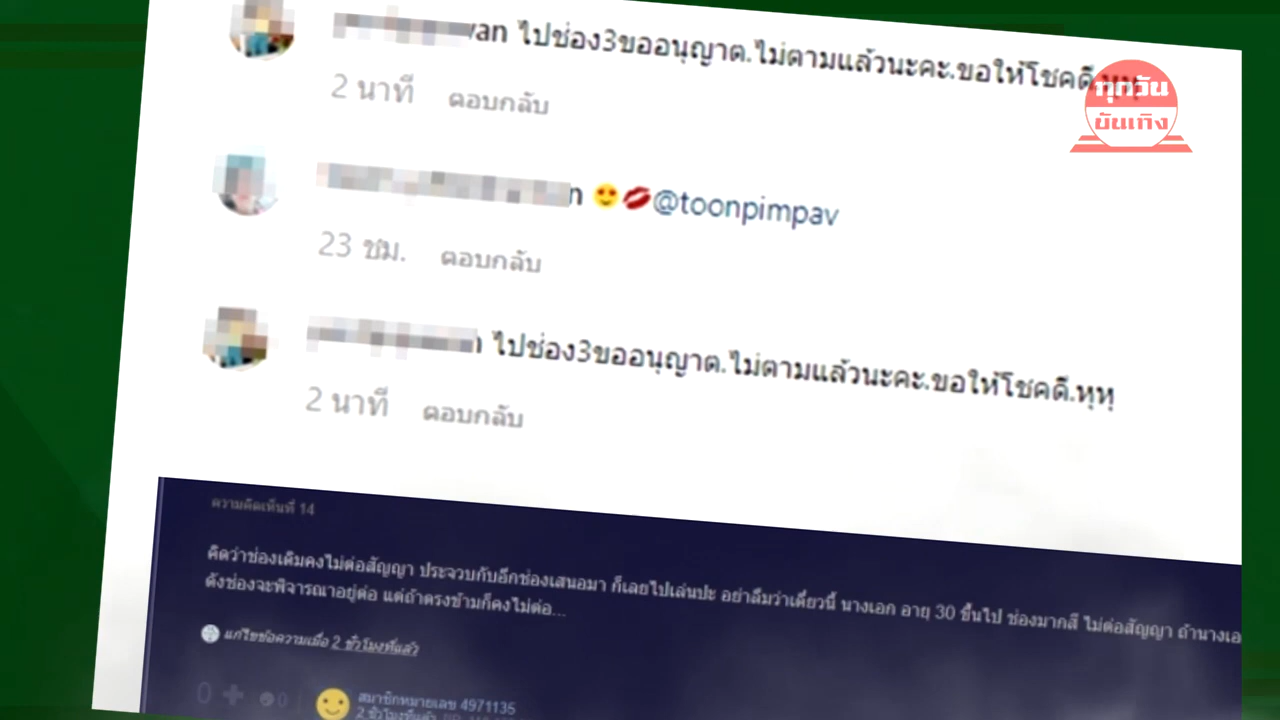 van ไปช่อง3ขออนุญาต.ไม่ตามแล้วนะคะ.ขอให้โชคดี.หุหุ
ทุกวัน
บันเทิง
2 นาที ตอบกลับ
n 😍💋@toonpimpav
23 ชม. ตอบกลับ
ไปช่อง3ขออนุญาต.ไม่ตามแล้วนะคะ.ขอให้โชคดี.หุหุ
2 นาที ตอบกลับ
ความคิดเห็นที่ 14
คิดว่าช่องเดิมคงไม่ต่อสัญญา ประจวบกับอีกช่องเสนอมา ก็เลยไปเล่นปะ อย่าลืมว่าเดี๋ยวนี้ นางเอก อายุ 30 ขึ้นไป ช่องมากสี ไม่ต่อสัญญา ถ้านางเอ
ดังช่องจะพิจารณาอยู่ต่อ แต่ถ้าตรงข้ามก็คงไม่ต่อ...
แก้ไขข้อความเมื่อ 2 ชั่วโมงที่แล้ว
0 + 0
สมาชิกหมายเลข 4971135
2 ชั่วโมงที่แล้ว